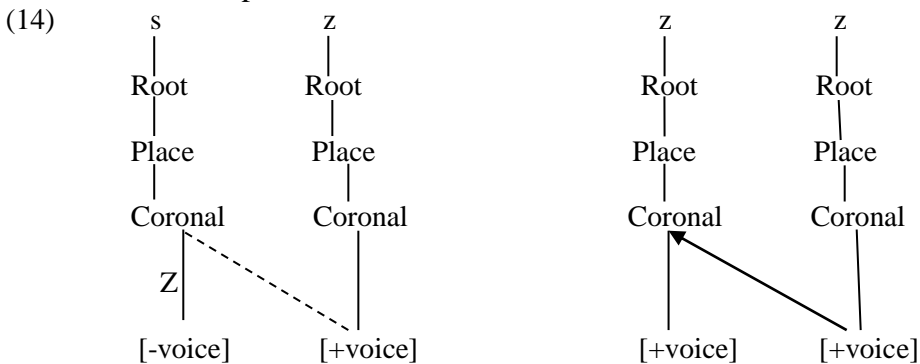 (14) s z z z
Root Root Root Root
Place Place Place Place
Coronal Coronal Coronal Coronal
Z
[-voice] [+voice] [+voice] [+voice]